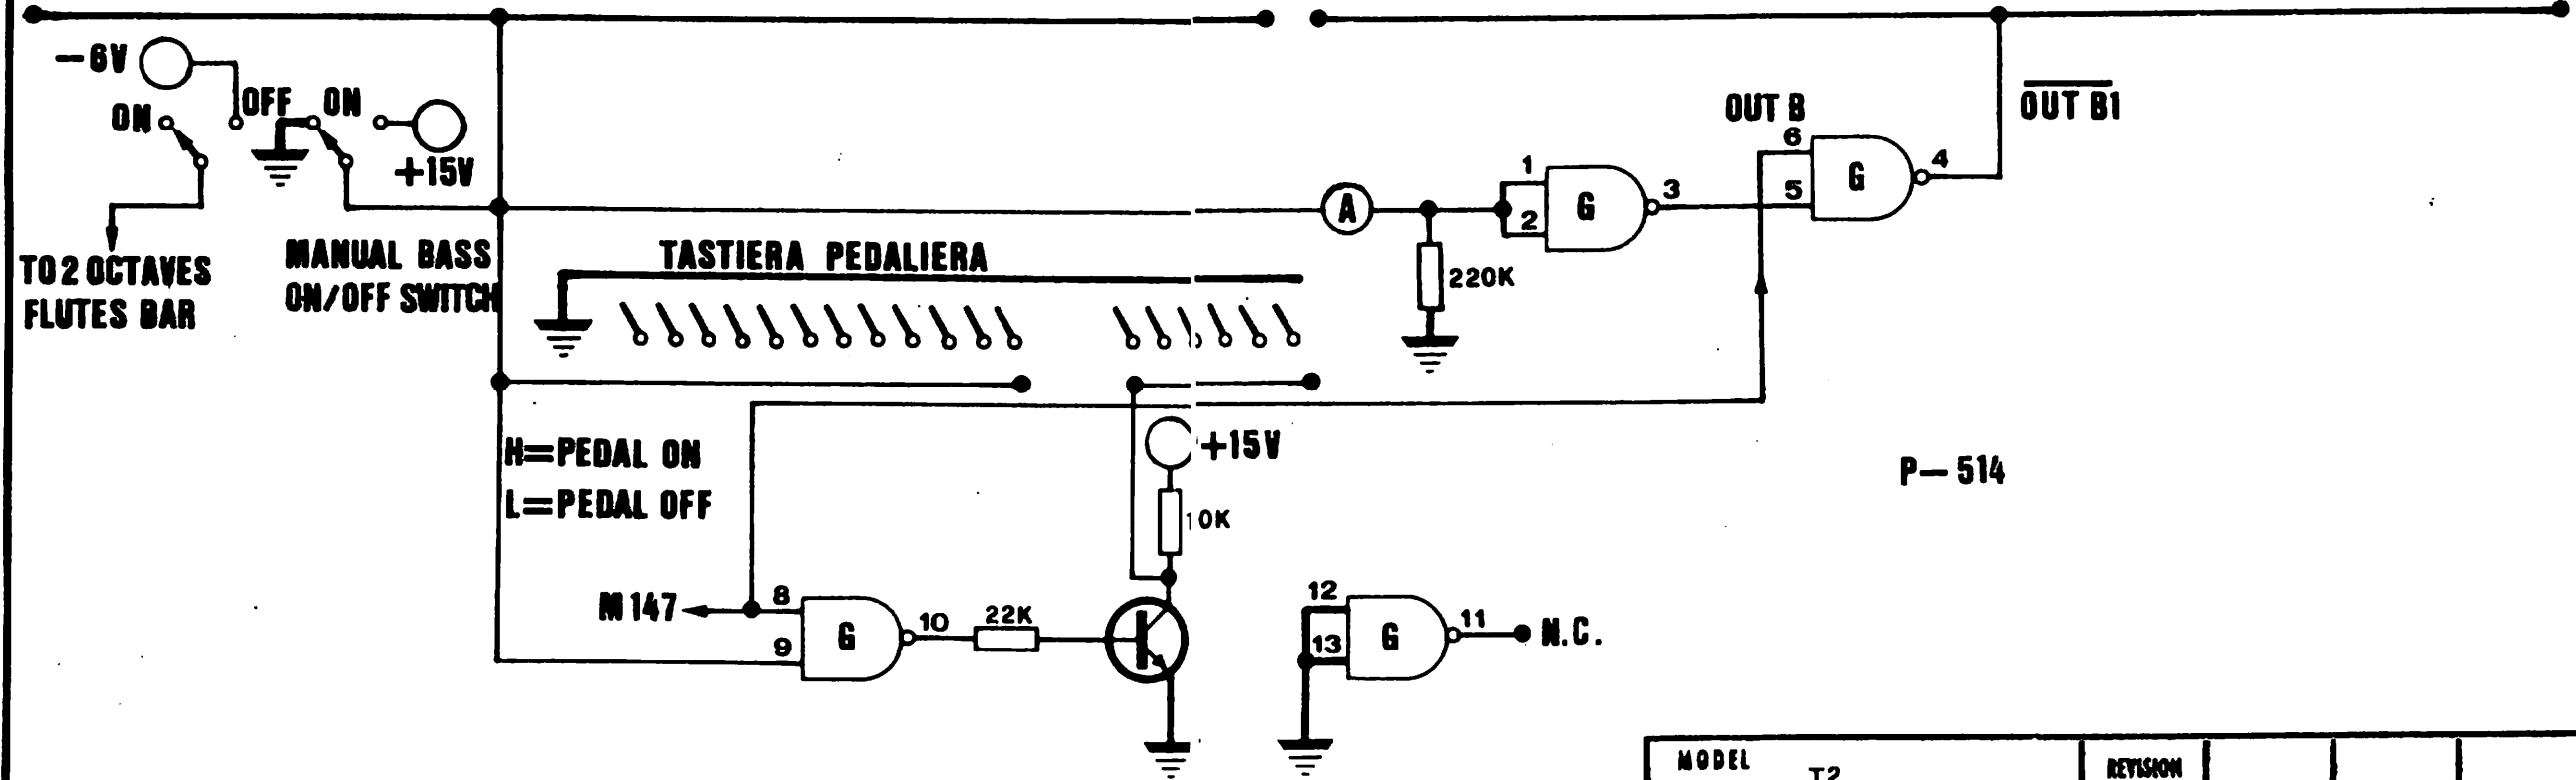 −6V
ON
OFF
ON
+15V
TO 2 OCTAVES
FLUTES BAR
MANUAL BASS
ON/OFF SWITCH
TASTIERA PEDALIERA
A
220K
1
2
G
3
OUT B
6
5
G
4
OUT B1
H=PEDAL ON
L=PEDAL OFF
+15V
10K
P−514
M147
8
9
G
10
22K
12
13
G
11
N.C.
MODEL
T2
REVISION